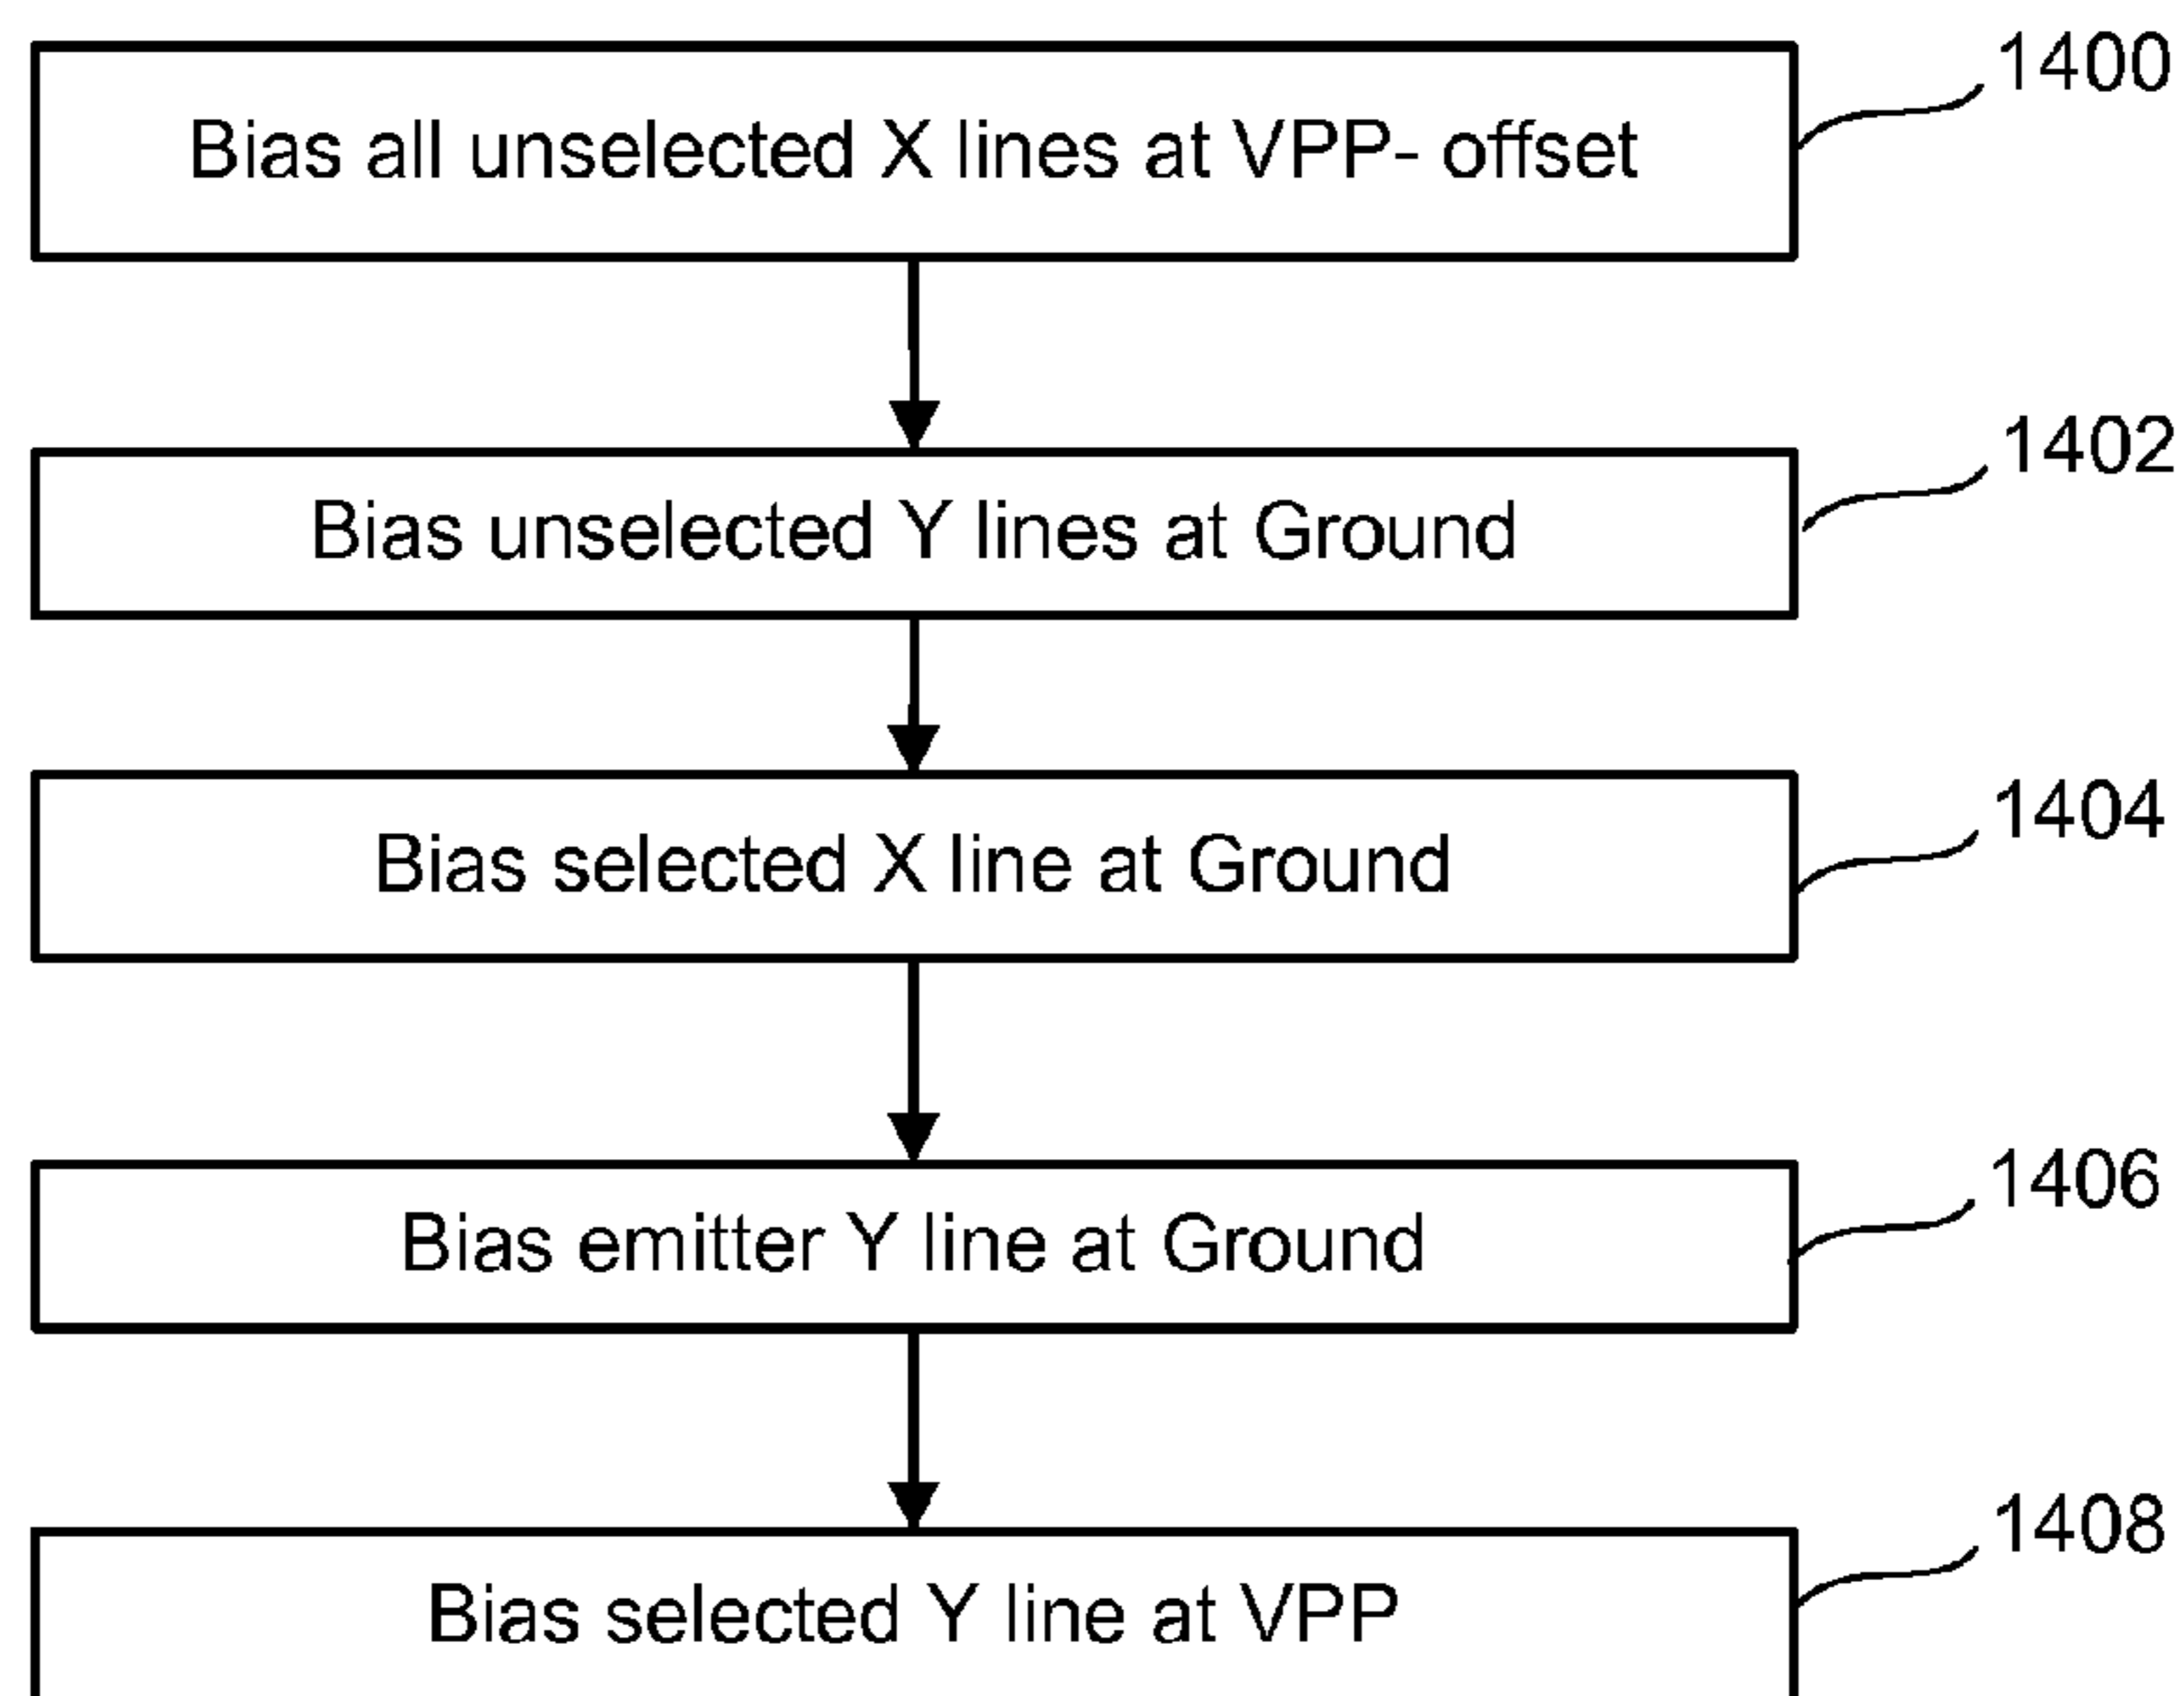 1400
Bias all unselected X lines at VPP- offset
1402
Bias unselected Y lines at Ground
1404
Bias selected X line at Ground
1406
Bias emitter Y line at Ground
1408
Bias selected Y line at VPP